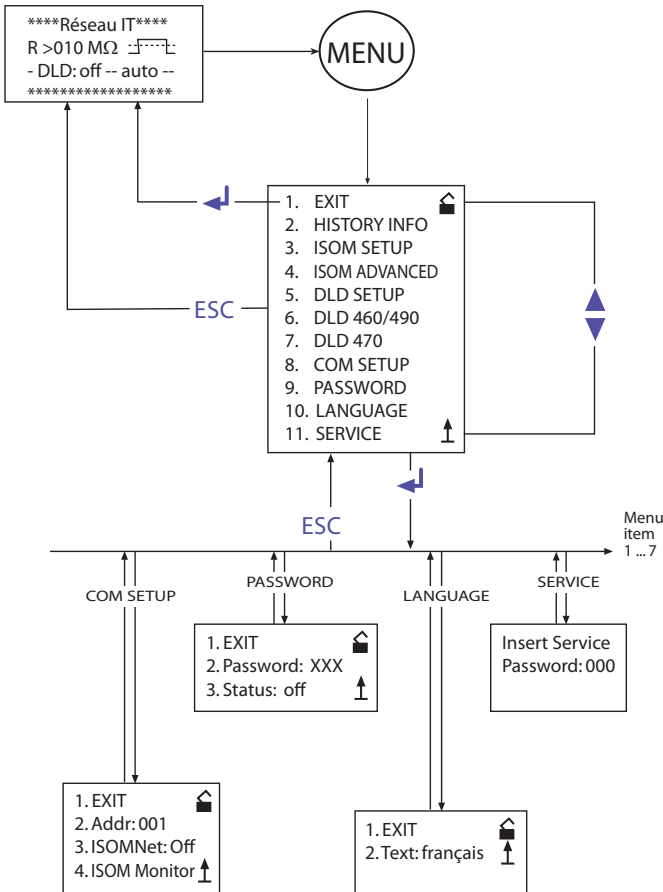 ****Réseau IT****
R >010 MΩ
- DLD: off -- auto --
*****************
MENU
1. EXIT
2. HISTORY INFO
3. ISOM SETUP
4. ISOM ADVANCED
5. DLD SETUP
6. DLD 460/490
7. DLD 470
8. COM SETUP
9. PASSWORD
10. LANGUAGE
11. SERVICE
ESC
ESC
Menu
item
1 ... 7
COM SETUP
PASSWORD
LANGUAGE
SERVICE
1. EXIT
2. Password: XXX
3. Status: off
Insert Service
Password: 000
1. EXIT
2. Addr: 001
3. ISOMNet: Off
4. ISOM Monitor
1. EXIT
2. Text: français